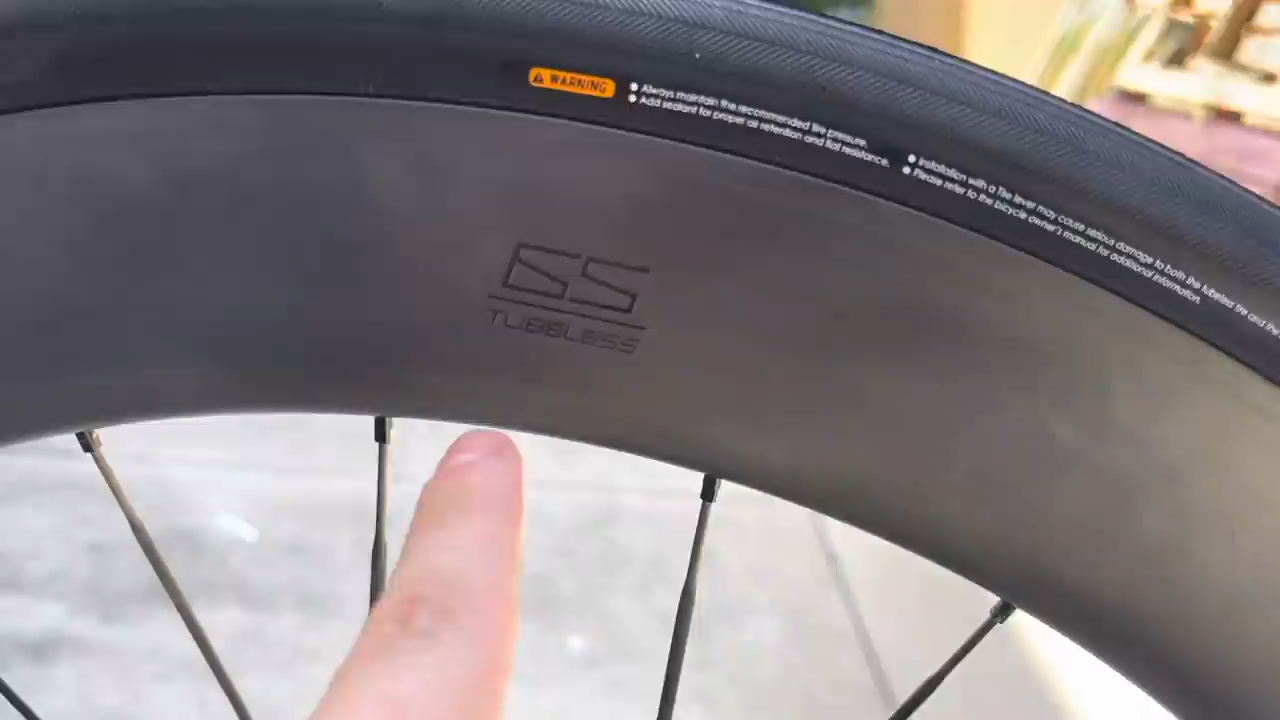 WARNING
Always maintain the recommended tire pressure.
Add sealant for proper air retention and flat resistance.
Installation with a Tire lever may cause serious damage to both the tubeless tire and the
Please refer to the bicycle owner's manual for additional information.
65
TUBELESS